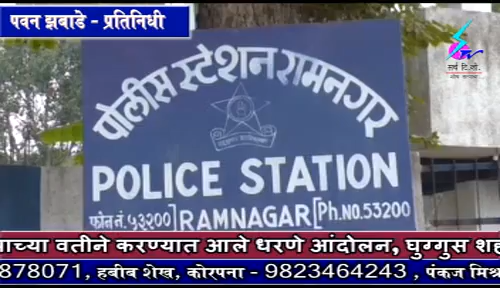 पवन झबाडे - प्रतिनिधी
पोलीस स्टेशन रामनगर
POLICE STATION
फोन नं. ५३२०० RAMNAGAR Ph.NO.53200
वतीने करण्यात आले धरणे आंदोलन, घुग्गुस
878071, हबीब शेख, कोरपना - 9823464243 , पंकज मिश्र